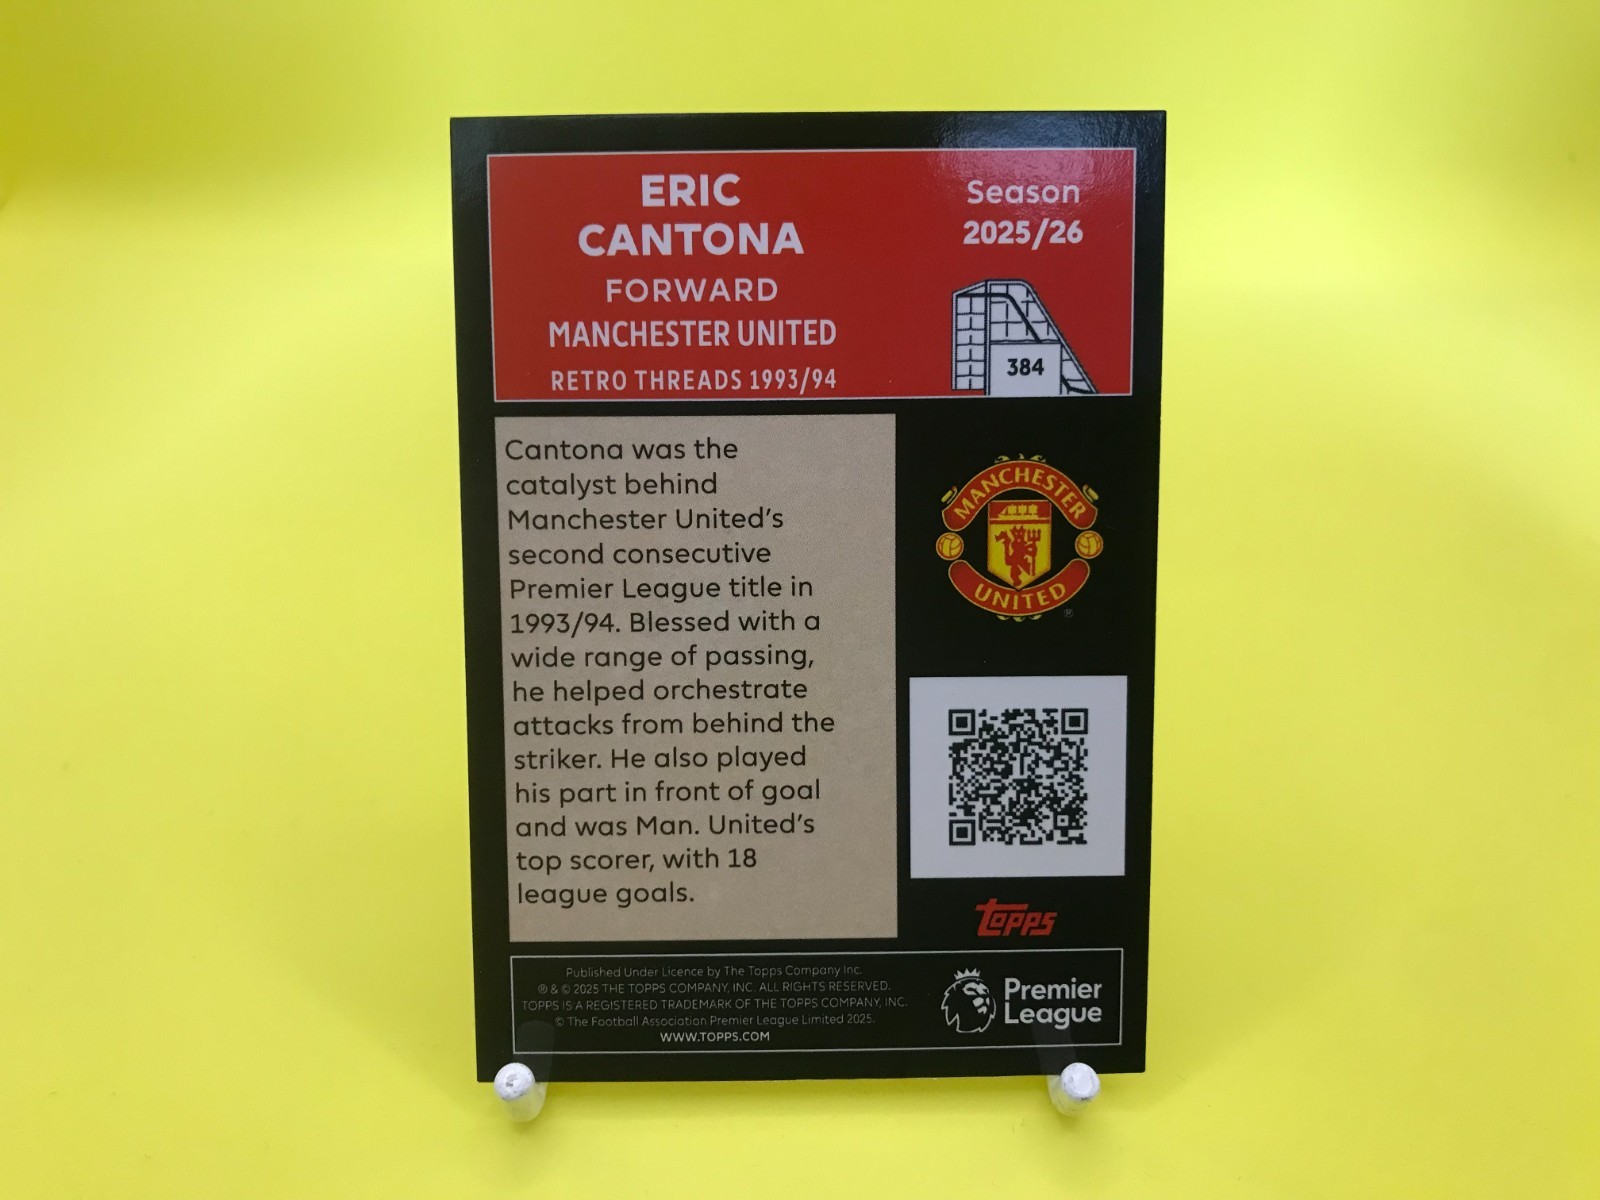 ERIC
CANTONA
FORWARD
MANCHESTER UNITED
RETRO THREADS 1993/94
Season
2025/26
384
Cantona was the
catalyst behind
Manchester United's
second consecutive
Premier League title in
1993/94. Blessed with a
wide range of passing,
he helped orchestrate
attacks from behind the
striker. He also played
his part in front of goal
and was Man. United's
top scorer, with 18
league goals.
MANCHESTER
UNITED
®
Topps
Published Under Licence by The Topps Company Inc.
® & © 2025 THE TOPPS COMPANY, INC. ALL RIGHTS RESERVED.
TOPPS IS A REGISTERED TRADEMARK OF THE TOPPS COMPANY, INC.
© The Football Association Premier League Limited 2025.
WWW.TOPPS.COM
Premier
League